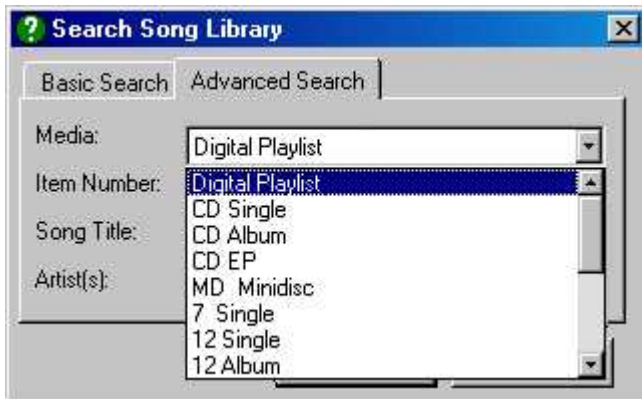 Search Song Library
Basic Search Advanced Search
Media: Digital Playlist
Item Number: Digital Playlist
CD Single
Song Title: CD Album
CD EP
Artist(s): MD Minidisc
7 Single
12 Single
12 Album